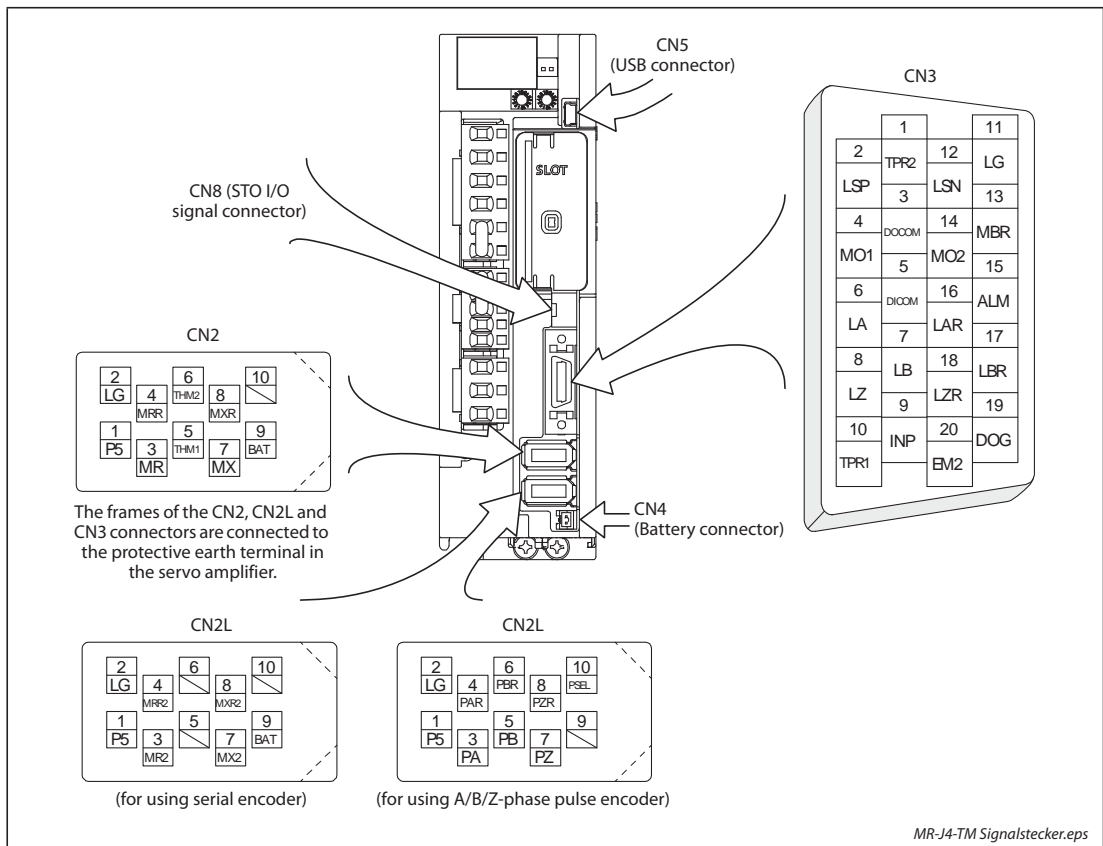 CN5
(USB connector)
CN3
SLOT
CN8 (STO I/O
signal connector)
1 11
2 TPR2 12 LG
LSP 3 LSN 13
4 DOCOM 14 MBR
MO1 5 MO2 15
6 DICOM 16 ALM
LA 7 LAR 17
8 LB 18 LBR
LZ 9 LZR 19
10 INP 20 DOG
TPR1 EM2
CN2
2 6 10
LG 4 THM2 8
MRR MXR
1 5 9
P5 3 THM1 7 BAT
MR MX
The frames of the CN2, CN2L and
CN3 connectors are connected to
the protective earth terminal in
the servo amplifier.
CN4
(Battery connector)
CN2L
2 6 10
LG 4 8
MRR2 MXR2
1 5 9
P5 3 7 BAT
MR2 MX2
(for using serial encoder)
CN2L
2 6 10
LG 4 PBR 8 PSEL
PAR PZR
1 5 9
P5 3 PB 7
PA PZ
(for using A/B/Z-phase pulse encoder)
MR-J4-TM Signalstecker.eps